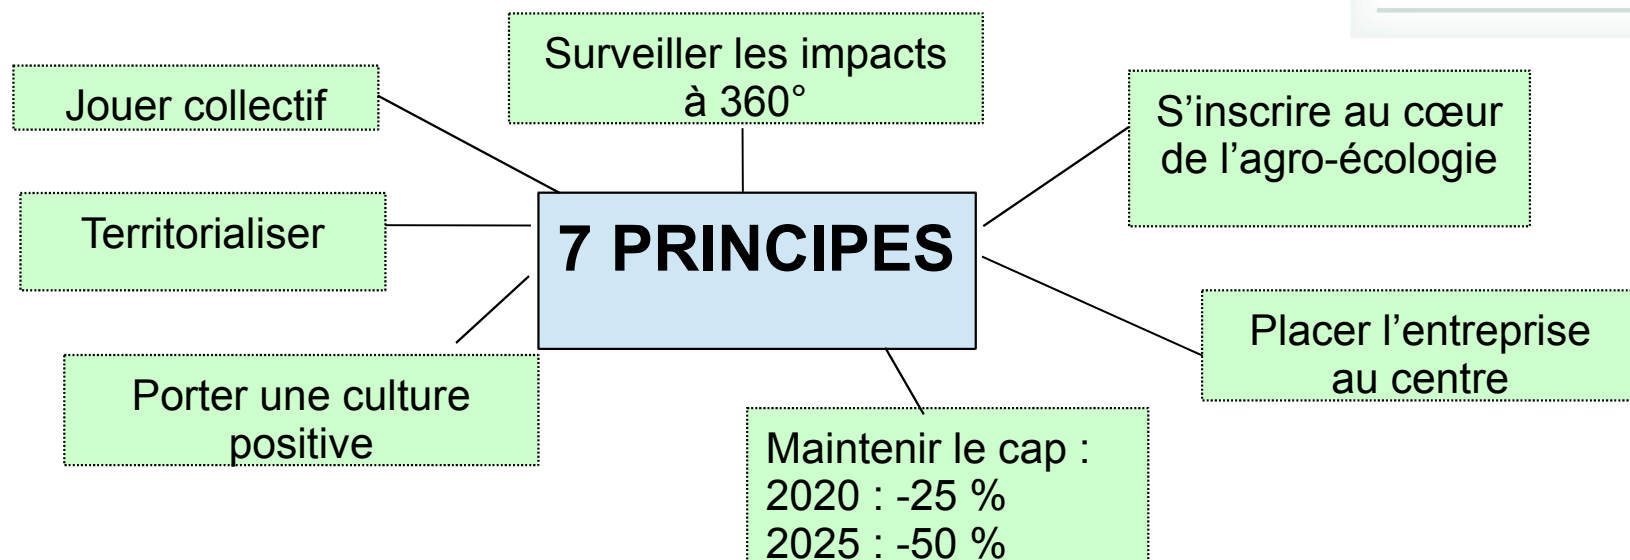 Surveiller les impacts
à 360°
Jouer collectif
S’inscrire au cœur
de l’agro-écologie
Territorialiser
7 PRINCIPES
Placer l’entreprise
au centre
Porter une culture
positive
Maintenir le cap :
2020 : -25 %
2025 : -50 %